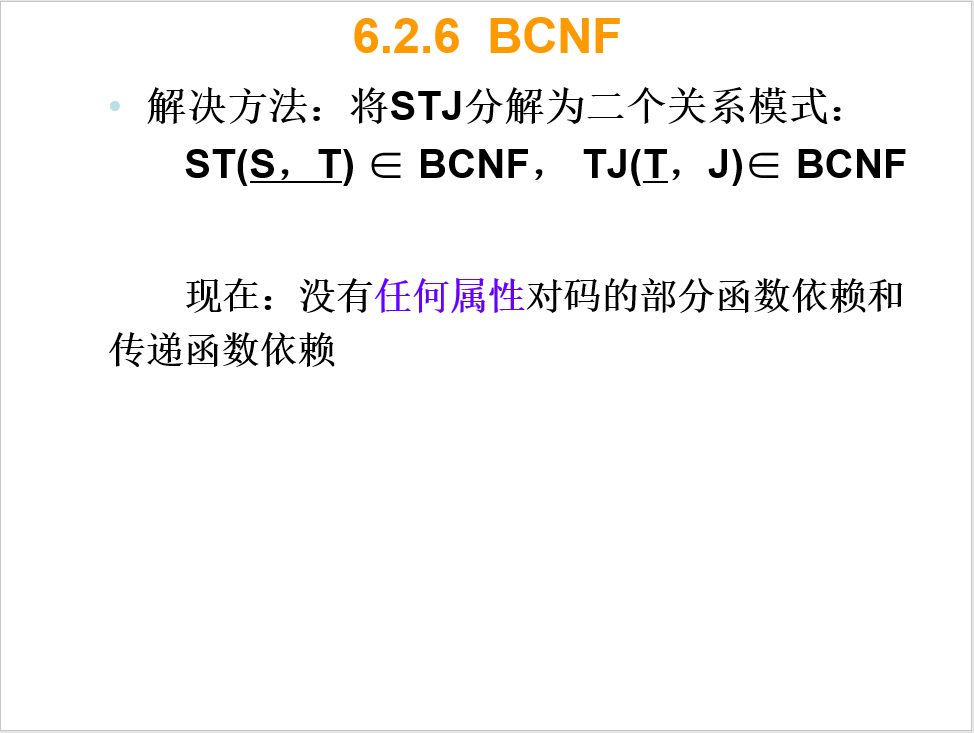 6.2.6 BCNF
• 解决方法：将STJ分解为二个关系模式：
ST(S，T) ∈ BCNF， TJ(T，J)∈ BCNF
现在：没有任何属性对码的部分函数依赖和
传递函数依赖